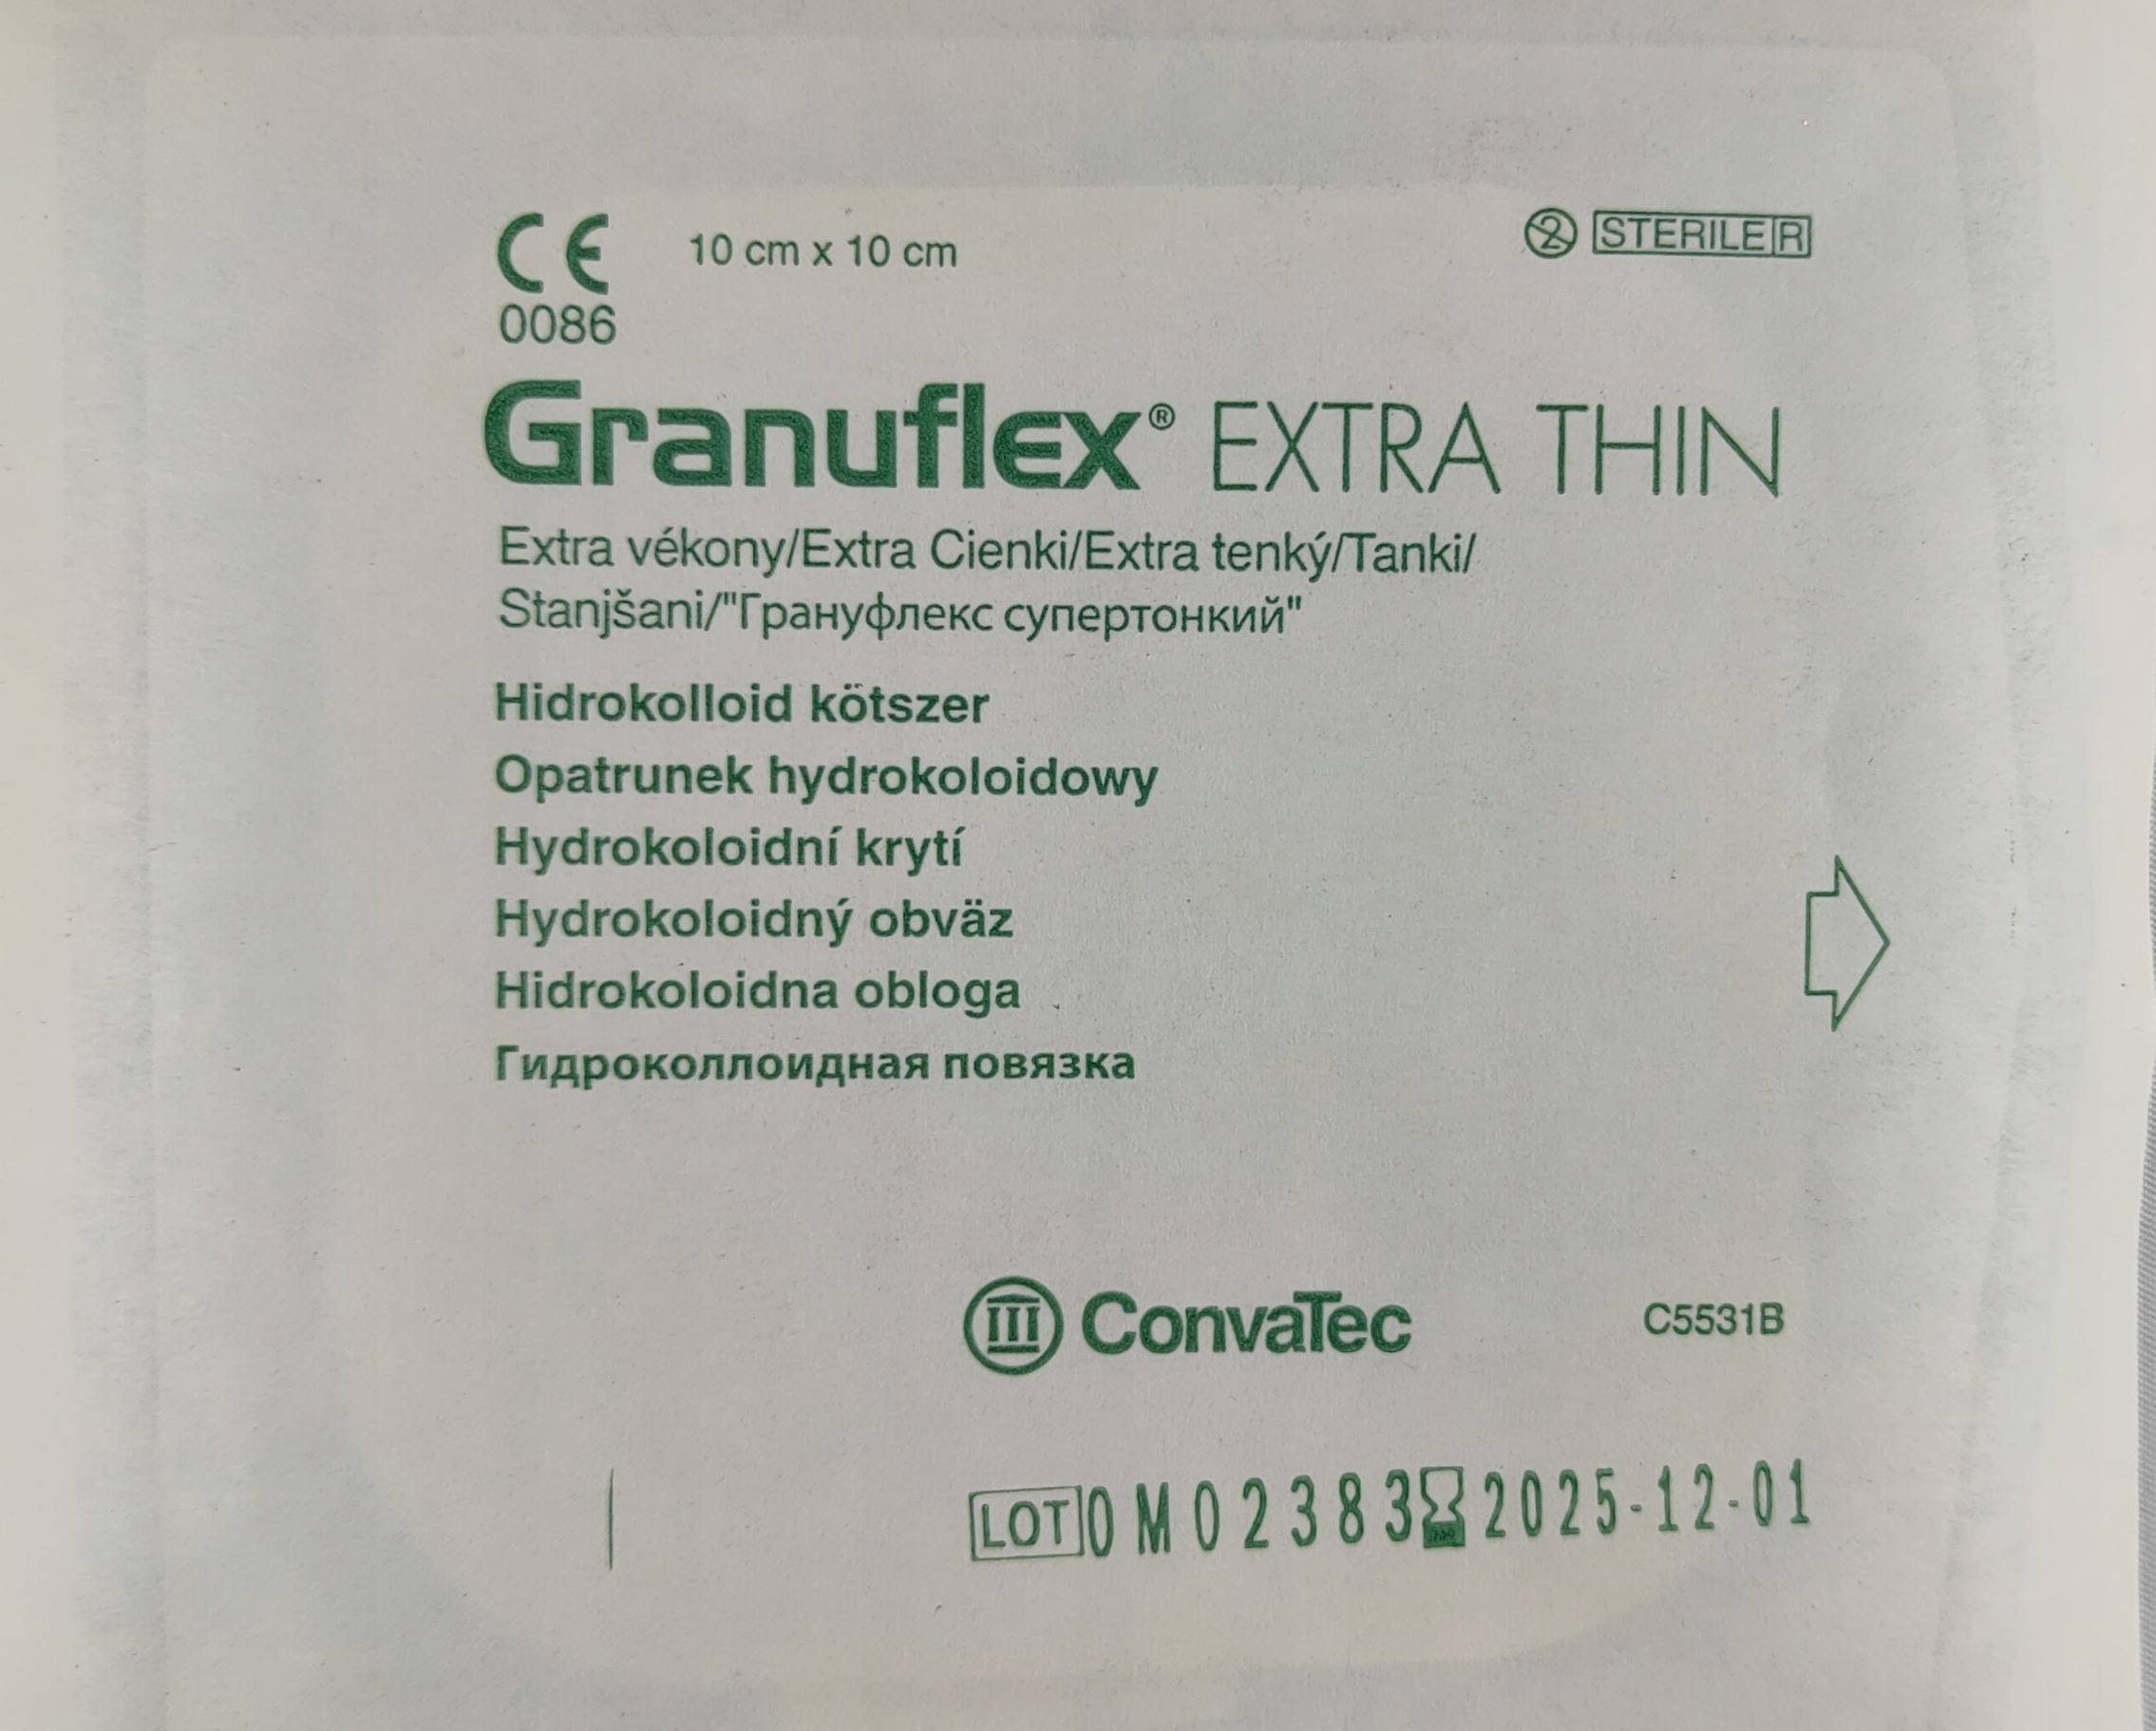 CE 10 cm x 10 cm 2 STERILE R
0086
Granuflex® EXTRA THIN
Extra vékony/Extra Cienki/Extra tenký/Tanki/
Stanjšani/"Грануфлекс супертонкий"
Hidrokolloid kötszer
Opatrunek hydrokoloidowy
Hydrokoloidní krytí
Hydrokoloidný obväz
Hidrokoloidna obloga
Гидроколлоидная повязка
ConvaTec C5531B
LOT 0M02383 2025-12-01